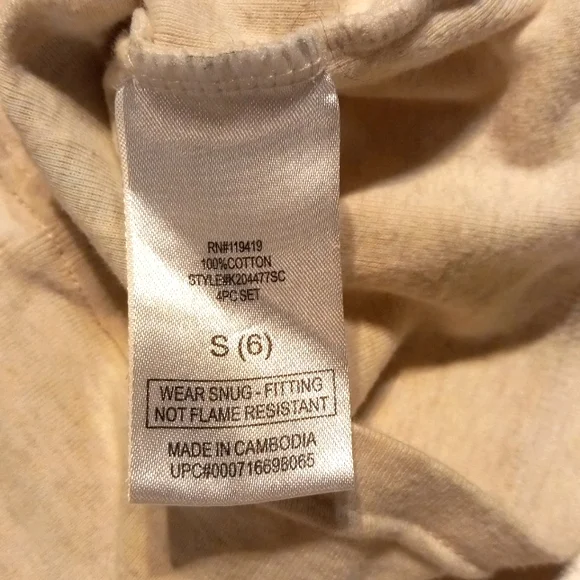 RN#119419
100%COTTON
STYLE#K204477SC
4PC SET
S (6)
WEAR SNUG - FITTING
NOT FLAME RESISTANT
MADE IN CAMBODIA
UPC#000716698065